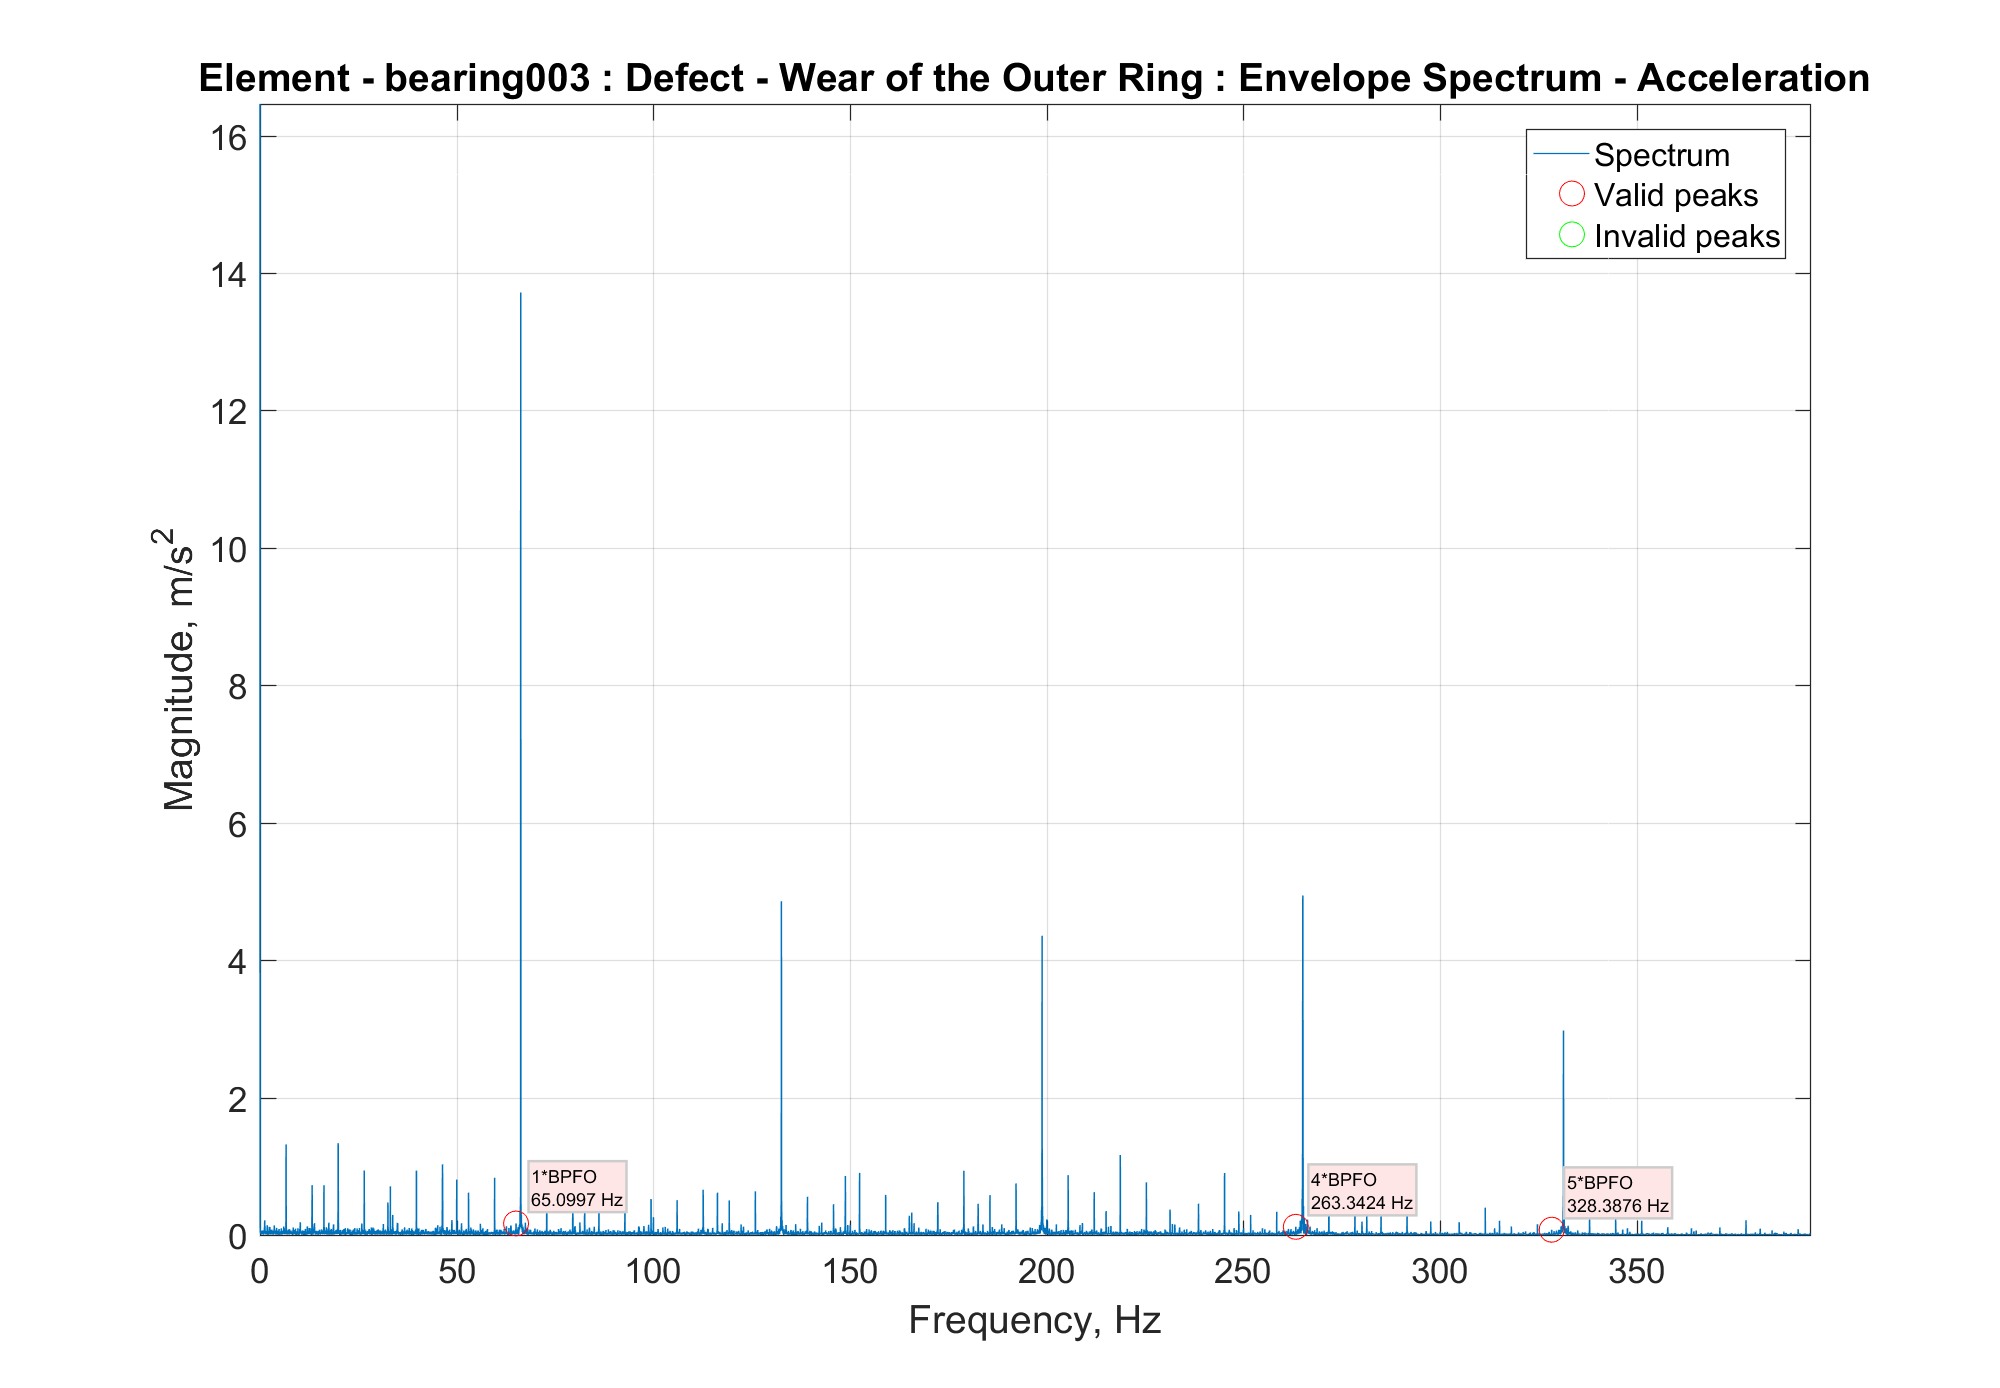 Element - bearing003 : Defect - Wear of the Outer Ring : Envelope Spectrum - Acceleration
Spectrum
Valid peaks
Invalid peaks
Magnitude, m/s²
16
14
12
10
8
6
4
2
0
1*BPFO
65.0997 Hz
4*BPFO
263.3424 Hz
5*BPFO
328.3876 Hz
0 50 100 150 200 250 300 350
Frequency, Hz